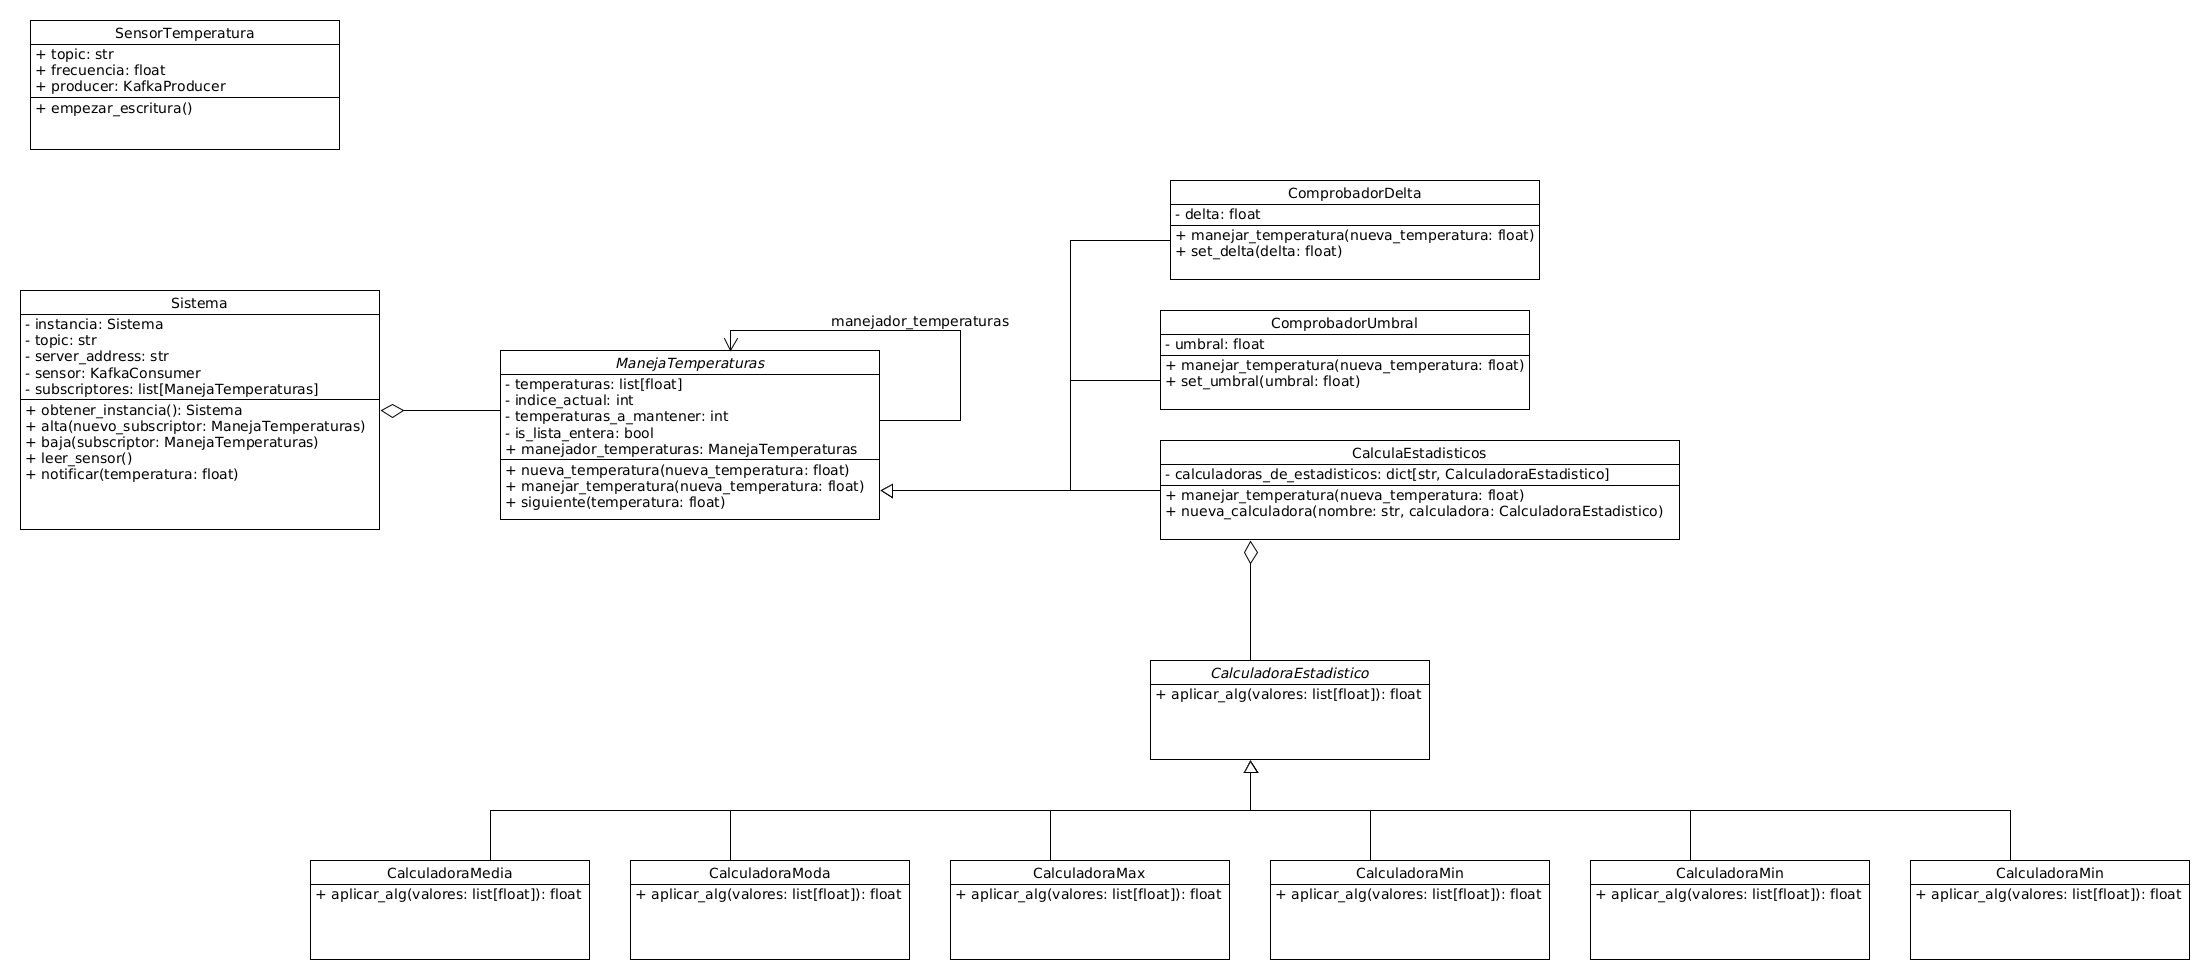 SensorTemperatura
+ topic: str
+ frecuencia: float
+ producer: KafkaProducer
+ empezar_escritura()
ComprobadorDelta
- delta: float
+ manejar_temperatura(nueva_temperatura: float)
+ set_delta(delta: float)
Sistema
- instancia: Sistema
- topic: str
- server_address: str
- sensor: KafkaConsumer
- subscriptores: list[ManejaTemperaturas]
+ obtener_instancia(): Sistema
+ alta(nuevo_subscriptor: ManejaTemperaturas)
+ baja(subscriptor: ManejaTemperaturas)
+ leer_sensor()
+ notificar(temperatura: float)
manejador_temperaturas
ManejaTemperaturas
- temperaturas: list[float]
- indice_actual: int
- temperaturas_a_mantener: int
- is_lista_entera: bool
+ manejador_temperaturas: ManejaTemperaturas
+ nueva_temperatura(nueva_temperatura: float)
+ manejar_temperatura(nueva_temperatura: float)
+ siguiente(temperatura: float)
ComprobadorUmbral
- umbral: float
+ manejar_temperatura(nueva_temperatura: float)
+ set_umbral(umbral: float)
CalculaEstadisticos
- calculadoras_de_estadisticos: dict[str, CalculadoraEstadistico]
+ manejar_temperatura(nueva_temperatura: float)
+ nueva_calculadora(nombre: str, calculadora: CalculadoraEstadistico)
CalculadoraEstadistico
+ aplicar_alg(valores: list[float]): float
CalculadoraMedia
+ aplicar_alg(valores: list[float]): float
CalculadoraModa
+ aplicar_alg(valores: list[float]): float
CalculadoraMax
+ aplicar_alg(valores: list[float]): float
CalculadoraMin
+ aplicar_alg(valores: list[float]): float
CalculadoraMin
+ aplicar_alg(valores: list[float]): float
CalculadoraMin
+ aplicar_alg(valores: list[float]): float